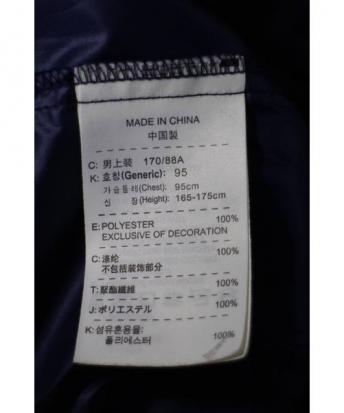 MADE IN CHINA
中国製
C: 男上装 170/88A
K: 호칭(Generic): 95
가슴둘레(Chest): 95cm
신 장(Height): 165-175cm
E: POLYESTER 100%
EXCLUSIVE OF DECORATION
C: 涤纶 100%
不包括装饰部分
T: 聚酯纖維 100%
J: ポリエステル 100%
K: 섬유혼용율: 100%
폴리에스터